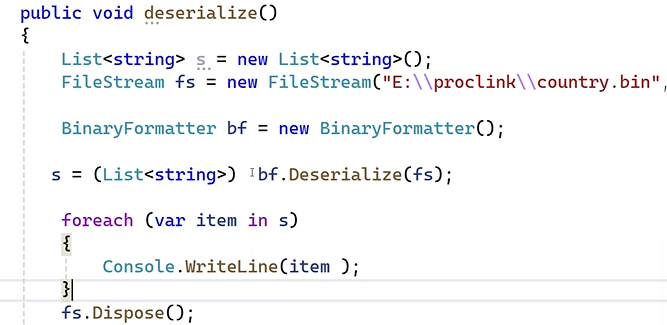 public void deserialize()
{
List<string> s = new List<string>();
FileStream fs = new FileStream("E:\\proclink\\country.bin",
BinaryFormatter bf = new BinaryFormatter();
s = (List<string>) bf.Deserialize(fs);
foreach (var item in s)
{
Console.WriteLine(item );
}
fs.Dispose();